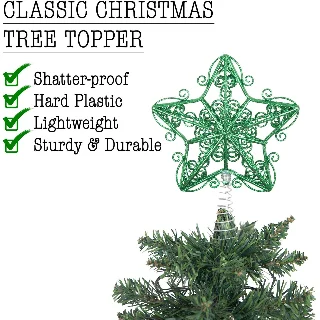 CLASSIC CHRISTMAS
TREE TOPPER
Shatter-proof
Hard Plastic
Lightweight
Sturdy & Durable